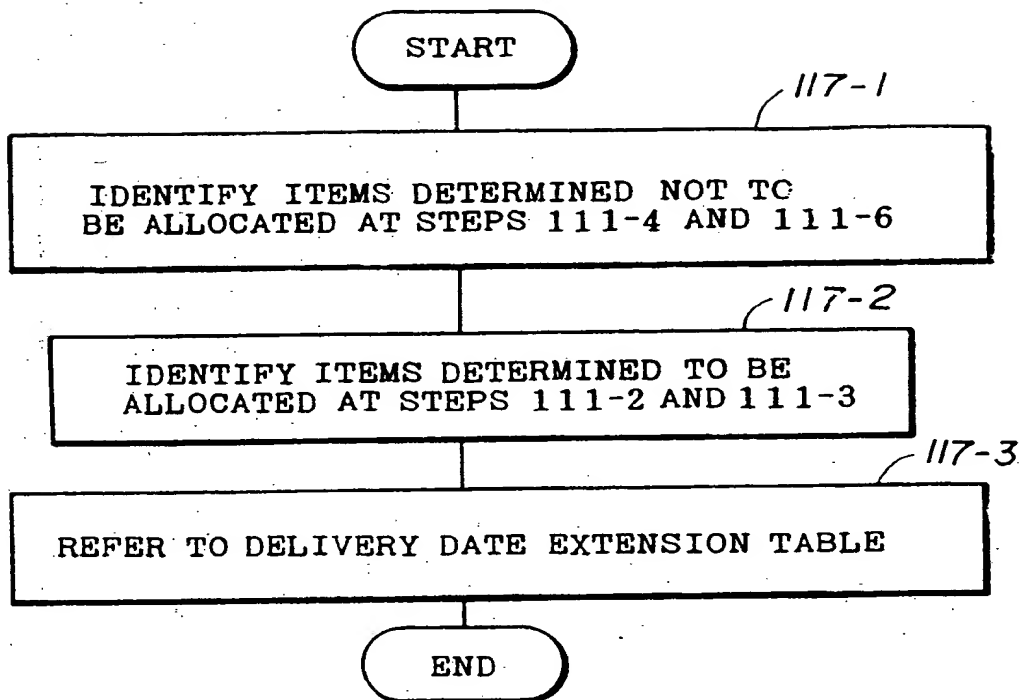 START
117-1
IDENTIFY ITEMS DETERMINED NOT TO
BE ALLOCATED AT STEPS 111-4 AND 111-6
117-2
IDENTIFY ITEMS DETERMINED TO BE
ALLOCATED AT STEPS 111-2 AND 111-3
117-3
REFER TO DELIVERY DATE EXTENSION TABLE
END